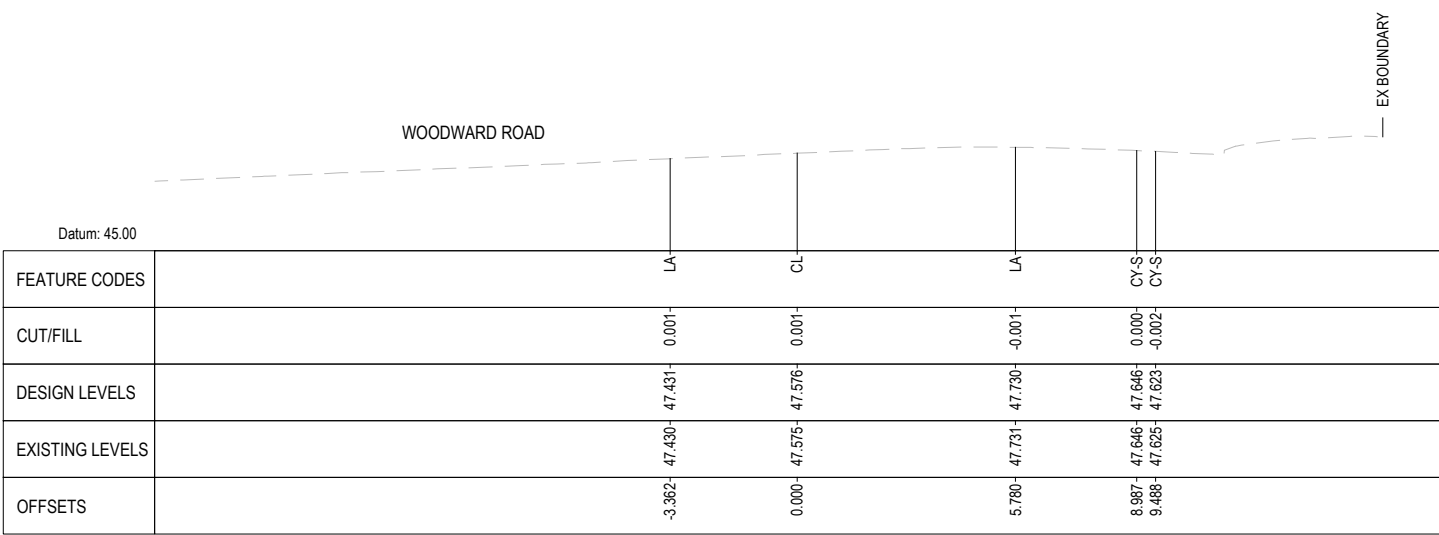 EX BOUNDARY
WOODWARD ROAD
Datum: 45.00
FEATURE CODES LA CL LA CY-S CY-S
CUT/FILL 0.001 0.001 -0.001 0.000 -0.002
DESIGN LEVELS 47.431 47.576 47.730 47.646 47.623
EXISTING LEVELS 47.430 47.575 47.731 47.646 47.625
OFFSETS -3.362 0.000 5.780 8.987 9.488